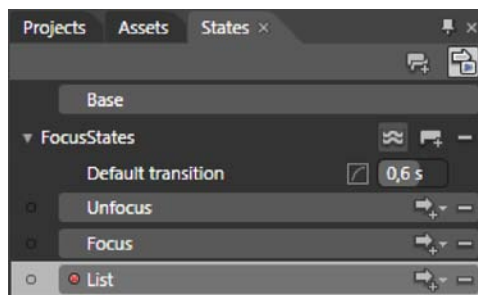 Projects Assets States ×
Base
FocusStates
Default transition 0,6 s
Unfocus
Focus
List